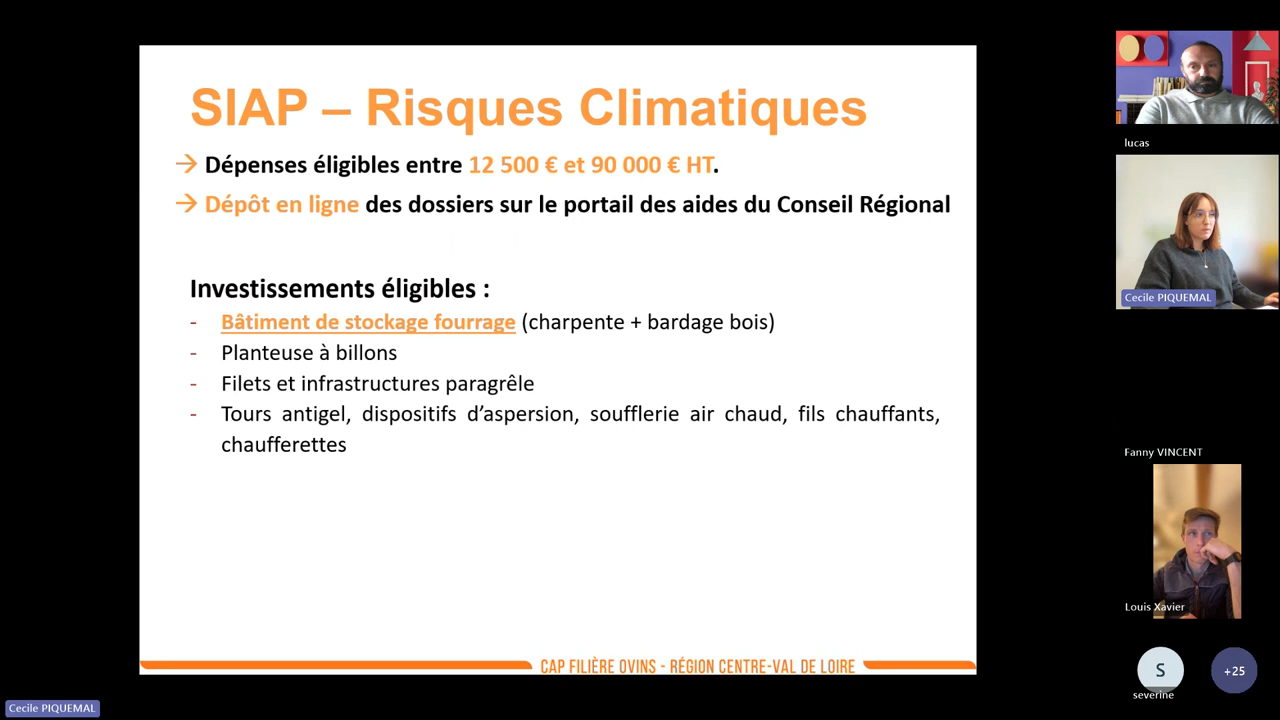 SIAP – Risques Climatiques
→ Dépenses éligibles entre 12 500 € et 90 000 € HT.
→ Dépôt en ligne des dossiers sur le portail des aides du Conseil Régional
Investissements éligibles :
- Bâtiment de stockage fourrage (charpente + bardage bois)
- Planteuse à billons
- Filets et infrastructures paragrêle
- Tours antigel, dispositifs d’aspersion, soufflerie air chaud, fils chauffants,
chaufferettes
CAP FILIÈRE OVINS - RÉGION CENTRE-VAL DE LOIRE
lucas
Cecile PIQUEMAL
Fanny VINCENT
Louis Xavier
S
severine
+25
Cecile PIQUEMAL